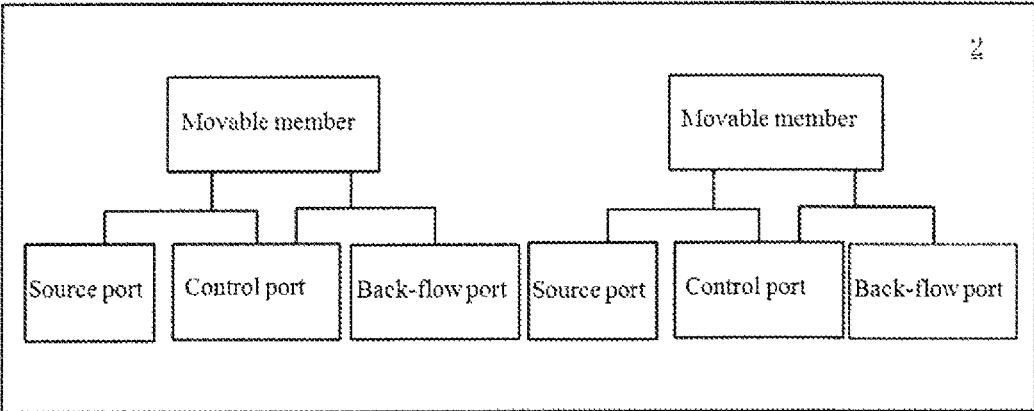 2
Movable member
Movable member
Source port
Control port
Back-flow port
Source port
Control port
Back-flow port